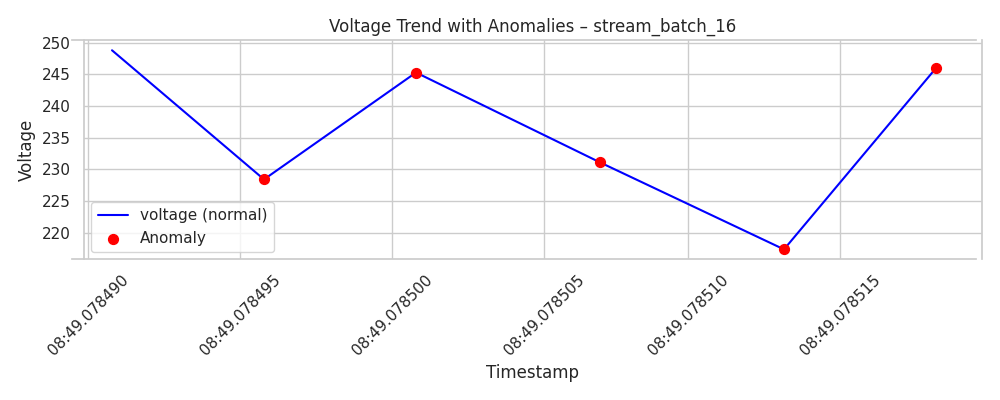 Voltage Trend with Anomalies – stream_batch_16
250
245
240
235
230
225
220
Voltage
voltage (normal)
Anomaly
08:49.078490
08:49.078495
08:49.078500
08:49.078505
08:49.078510
08:49.078515
Timestamp